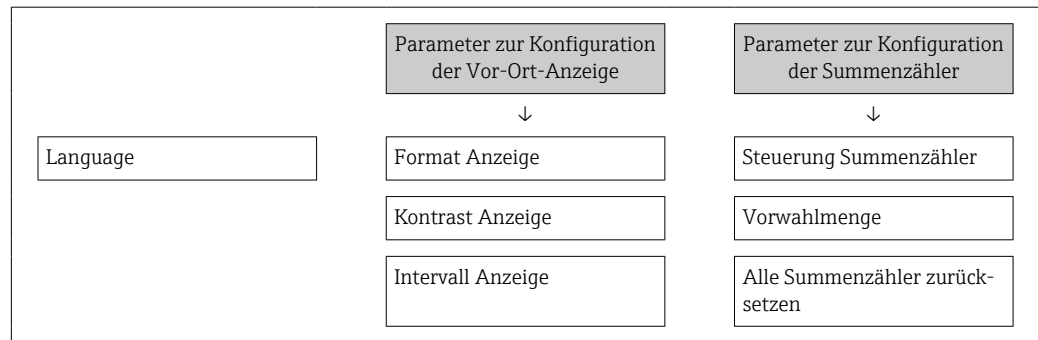 Parameter zur Konfiguration
der Vor-Ort-Anzeige
Parameter zur Konfiguration
der Summenzähler
↓
↓
Language
Format Anzeige
Steuerung Summenzähler
Kontrast Anzeige
Vorwahlmenge
Intervall Anzeige
Alle Summenzähler zurück-
setzen